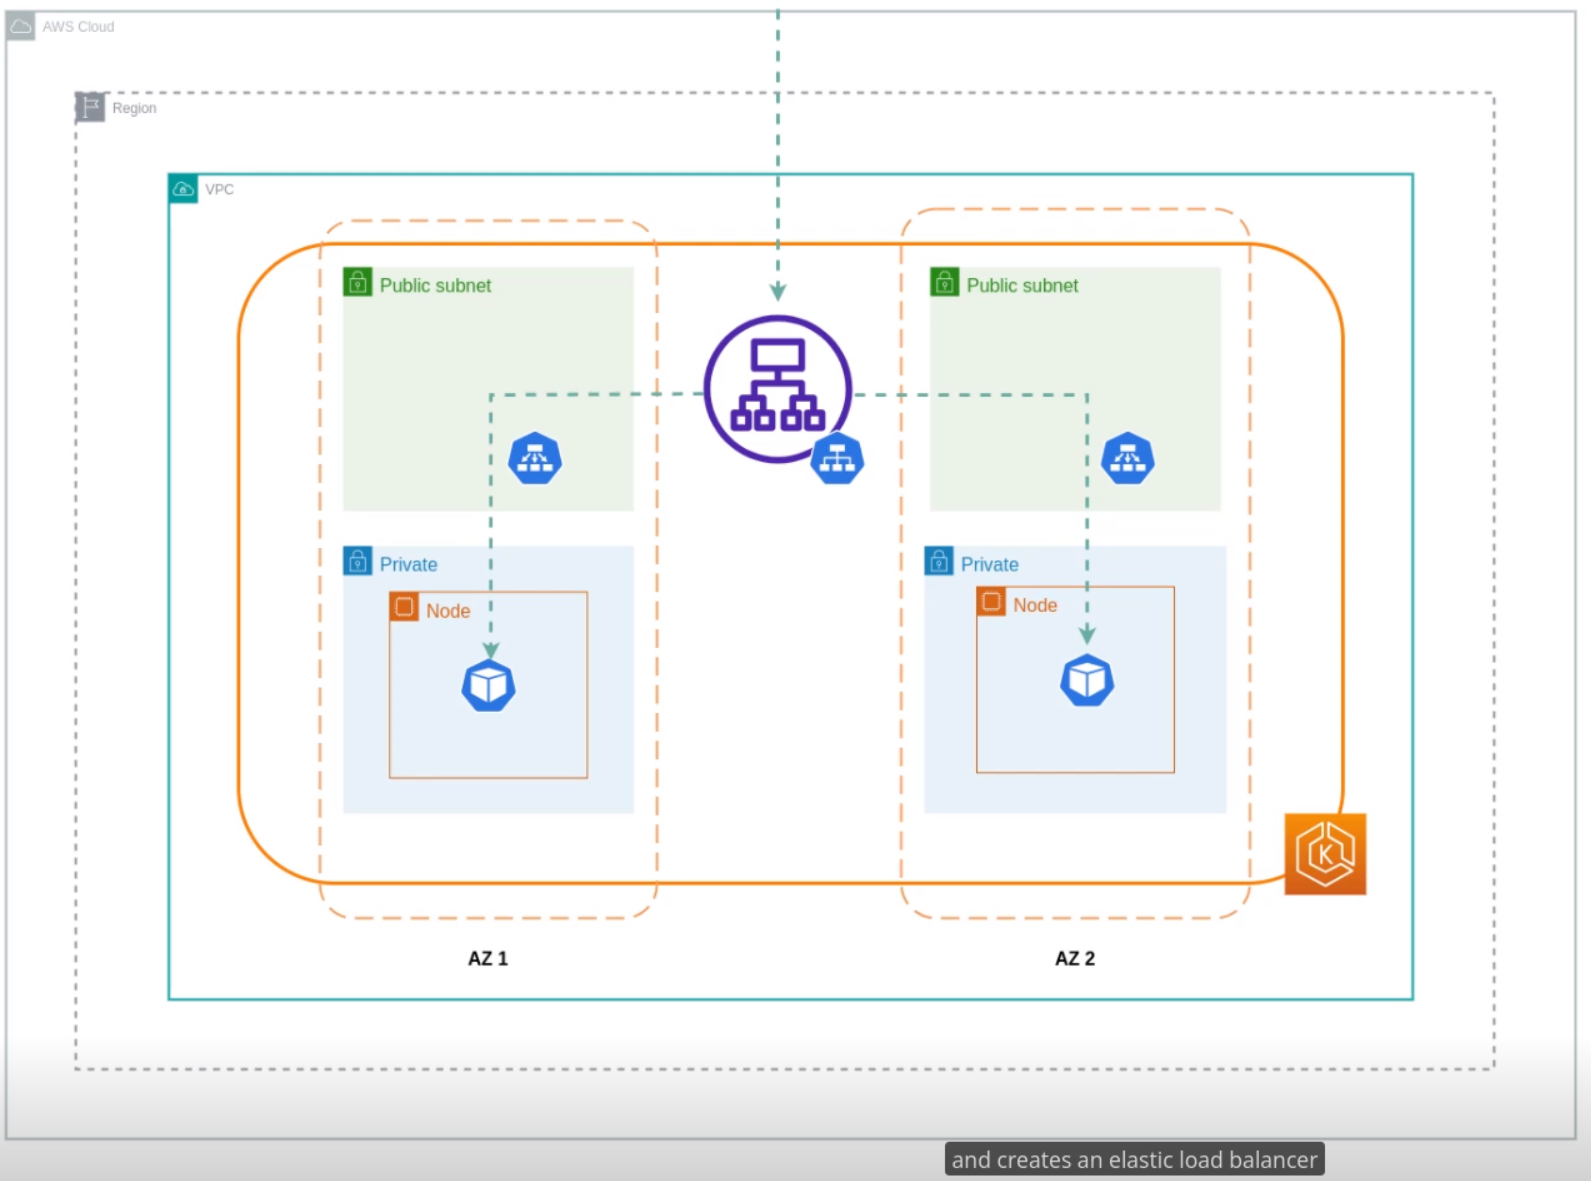 AWS Cloud
Region
VPC
Public subnet
Public subnet
Private
Private
Node
Node
K
AZ 1
AZ 2
and creates an elastic load balancer